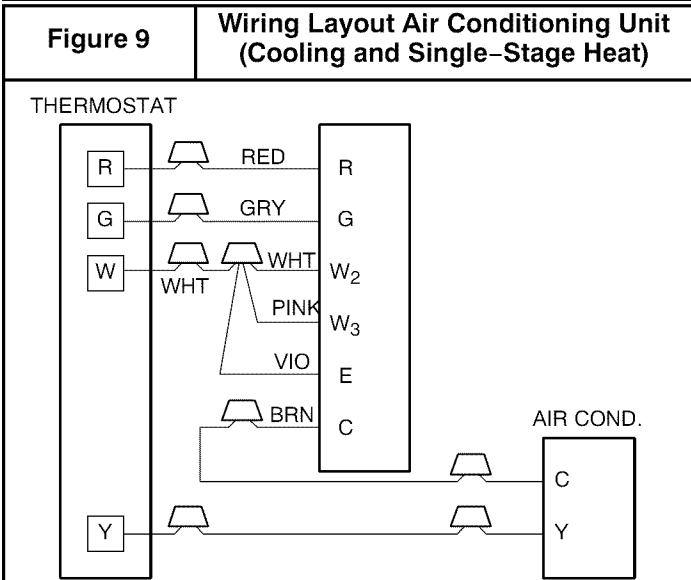 Figure 9
Wiring Layout Air Conditioning Unit
(Cooling and Single−Stage Heat)
THERMOSTAT
R RED R
G GRY G
W WHT WHT W2
PINK W3
VIO E
BRN C
AIR COND.
C
Y Y